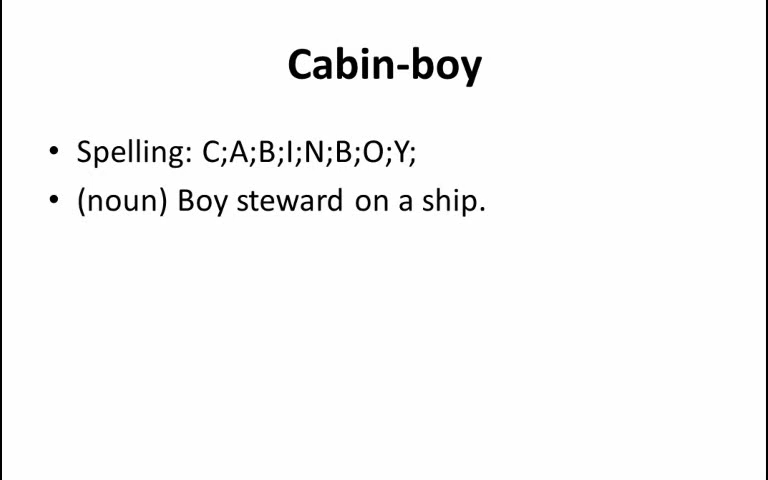 Cabin-boy
• Spelling: C;A;B;I;N;B;O;Y;
• (noun) Boy steward on a ship.